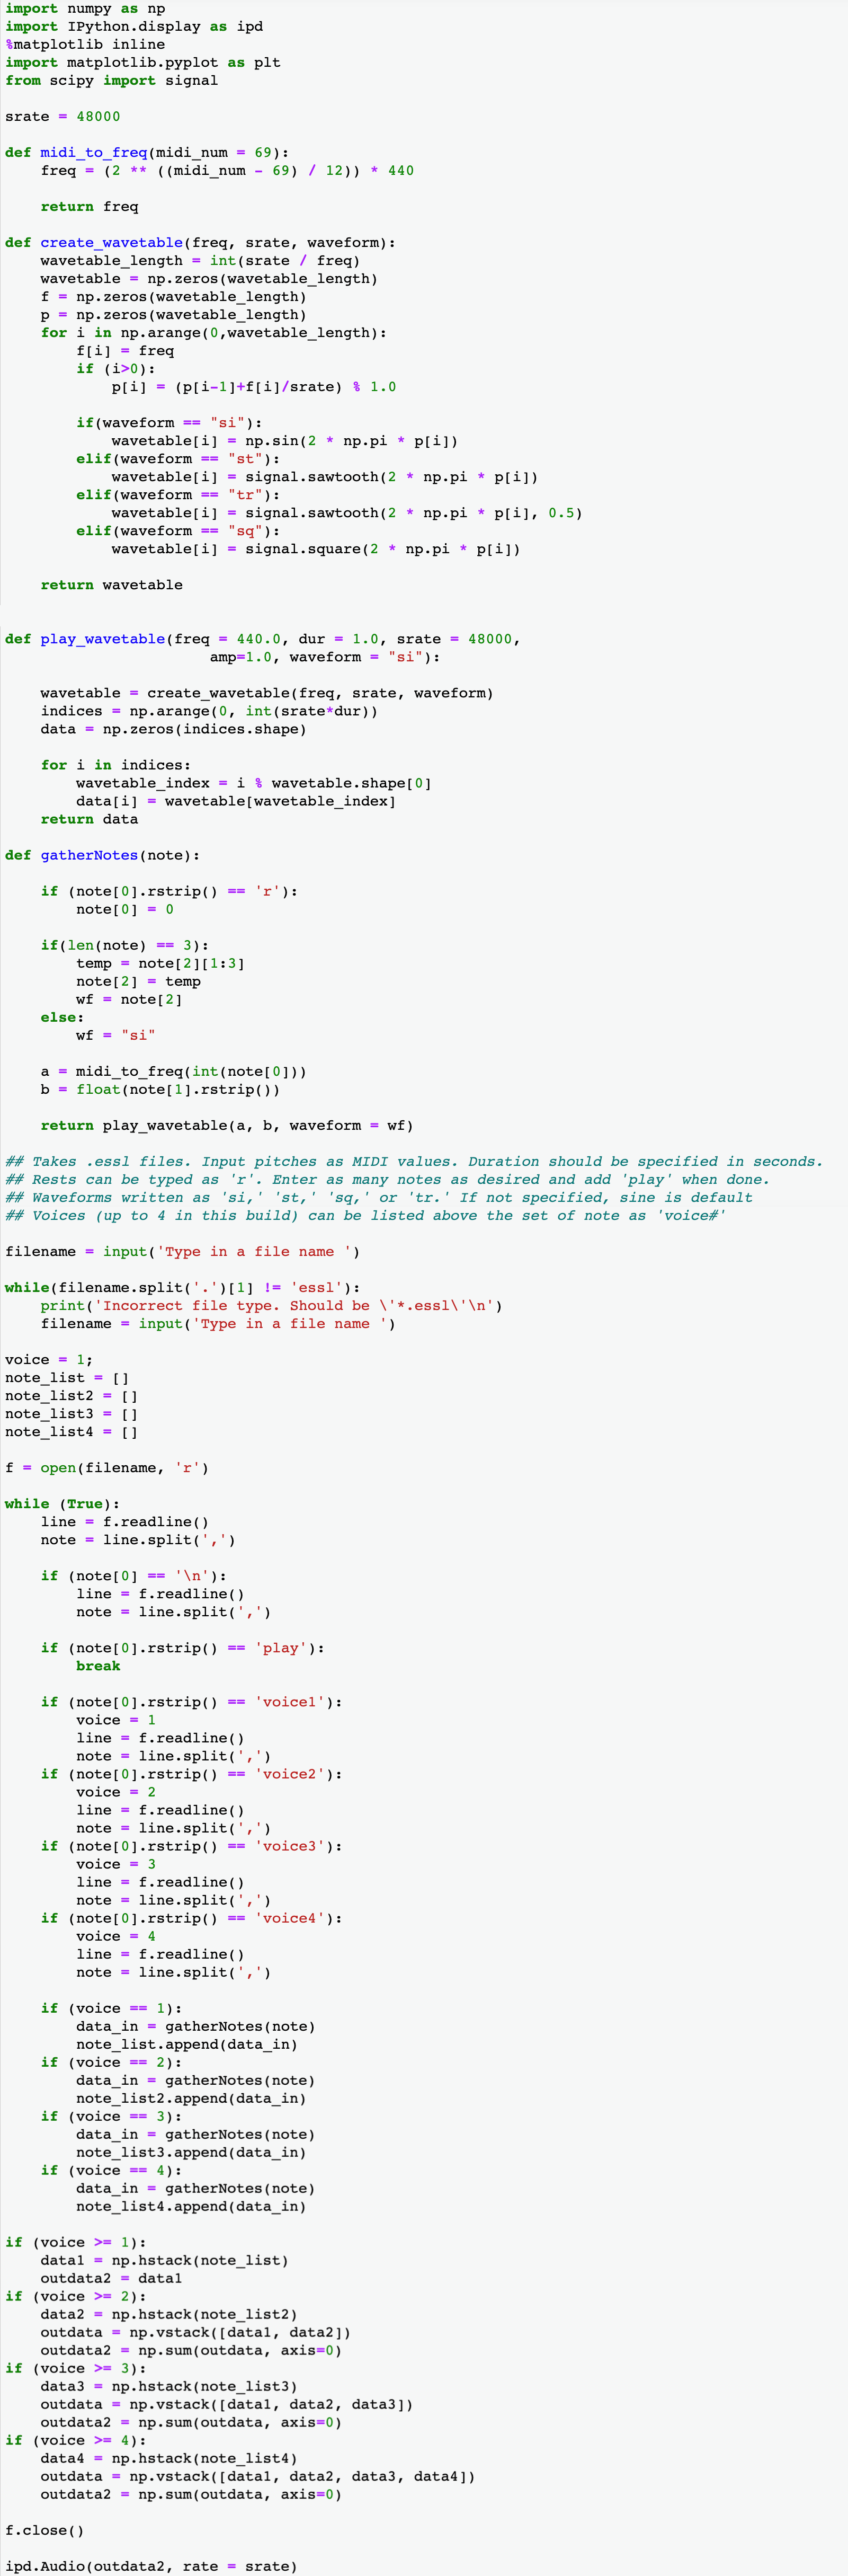 import numpy as np
import IPython.display as ipd
%matplotlib inline
import matplotlib.pyplot as plt
from scipy import signal

srate = 48000

def midi_to_freq(midi_num = 69):
    freq = (2 ** ((midi_num - 69) / 12)) * 440

    return freq

def create_wavetable(freq, srate, waveform):
    wavetable_length = int(srate / freq)
    wavetable = np.zeros(wavetable_length)
    f = np.zeros(wavetable_length)
    p = np.zeros(wavetable_length)
    for i in np.arange(0,wavetable_length):
        f[i] = freq
        if (i>0):
            p[i] = (p[i-1]+f[i]/srate) % 1.0

        if(waveform == "si"):
            wavetable[i] = np.sin(2 * np.pi * p[i])
        elif(waveform == "st"):
            wavetable[i] = signal.sawtooth(2 * np.pi * p[i])
        elif(waveform == "tr"):
            wavetable[i] = signal.sawtooth(2 * np.pi * p[i], 0.5)
        elif(waveform == "sq"):
            wavetable[i] = signal.square(2 * np.pi * p[i])

    return wavetable


def play_wavetable(freq = 440.0, dur = 1.0, srate = 48000,
                       amp=1.0, waveform = "si"):

    wavetable = create_wavetable(freq, srate, waveform)
    indices = np.arange(0, int(srate*dur))
    data = np.zeros(indices.shape)

    for i in indices:
        wavetable_index = i % wavetable.shape[0]
        data[i] = wavetable[wavetable_index]
    return data

def gatherNotes(note):

    if (note[0].rstrip() == 'r'):
        note[0] = 0

    if(len(note) == 3):
        temp = note[2][1:3]
        note[2] = temp
        wf = note[2]
    else:
        wf = "si"

    a = midi_to_freq(int(note[0]))
    b = float(note[1].rstrip())

    return play_wavetable(a, b, waveform = wf)

## Takes .essl files. Input pitches as MIDI values. Duration should be specified in seconds.
## Rests can be typed as 'r'. Enter as many notes as desired and add 'play' when done.
## Waveforms written as 'si,' 'st,' 'sq,' or 'tr.' If not specified, sine is default
## Voices (up to 4 in this build) can be listed above the set of note as 'voice#'

filename = input('Type in a file name ')

while(filename.split('.')[1] != 'essl'):
    print('Incorrect file type. Should be \'*.essl\'\n')
    filename = input('Type in a file name ')

voice = 1;
note_list = []
note_list2 = []
note_list3 = []
note_list4 = []

f = open(filename, 'r')

while (True):
    line = f.readline()
    note = line.split(',')

    if (note[0] == '\n'):
        line = f.readline()
        note = line.split(',')

    if (note[0].rstrip() == 'play'):
        break

    if (note[0].rstrip() == 'voice1'):
        voice = 1
        line = f.readline()
        note = line.split(',')
    if (note[0].rstrip() == 'voice2'):
        voice = 2
        line = f.readline()
        note = line.split(',')
    if (note[0].rstrip() == 'voice3'):
        voice = 3
        line = f.readline()
        note = line.split(',')
    if (note[0].rstrip() == 'voice4'):
        voice = 4
        line = f.readline()
        note = line.split(',')

    if (voice == 1):
        data_in = gatherNotes(note)
        note_list.append(data_in)
    if (voice == 2):
        data_in = gatherNotes(note)
        note_list2.append(data_in)
    if (voice == 3):
        data_in = gatherNotes(note)
        note_list3.append(data_in)
    if (voice == 4):
        data_in = gatherNotes(note)
        note_list4.append(data_in)

if (voice >= 1):
    data1 = np.hstack(note_list)
    outdata2 = data1
if (voice >= 2):
    data2 = np.hstack(note_list2)
    outdata = np.vstack([data1, data2])
    outdata2 = np.sum(outdata, axis=0)
if (voice >= 3):
    data3 = np.hstack(note_list3)
    outdata = np.vstack([data1, data2, data3])
    outdata2 = np.sum(outdata, axis=0)
if (voice >= 4):
    data4 = np.hstack(note_list4)
    outdata = np.vstack([data1, data2, data3, data4])
    outdata2 = np.sum(outdata, axis=0)

f.close()

ipd.Audio(outdata2, rate = srate)